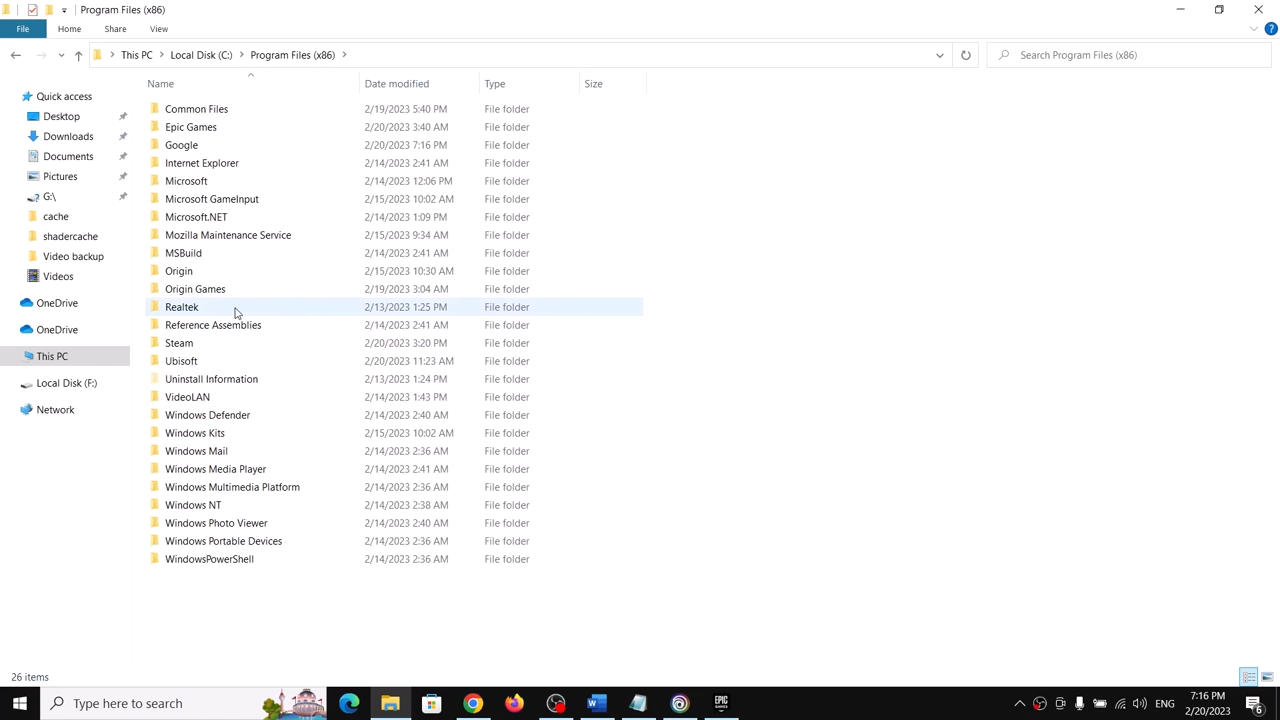 Program Files (x86)
File Home Share View
This PC Local Disk (C:) Program Files (x86)
Search Program Files (x86)
Name Date modified Type Size
Quick access
Desktop
Downloads
Documents
Pictures
G:\
cache
shadercache
Video backup
Videos
OneDrive
OneDrive
This PC
Local Disk (F:)
Network
Common Files 2/19/2023 5:40 PM File folder
Epic Games 2/20/2023 3:40 AM File folder
Google 2/20/2023 7:16 PM File folder
Internet Explorer 2/14/2023 2:41 AM File folder
Microsoft 2/14/2023 12:06 PM File folder
Microsoft GameInput 2/15/2023 10:02 AM File folder
Microsoft.NET 2/14/2023 1:09 PM File folder
Mozilla Maintenance Service 2/15/2023 9:34 AM File folder
MSBuild 2/14/2023 2:41 AM File folder
Origin 2/15/2023 10:30 AM File folder
Origin Games 2/19/2023 3:04 AM File folder
Realtek 2/13/2023 1:25 PM File folder
Reference Assemblies 2/14/2023 2:41 AM File folder
Steam 2/20/2023 3:20 PM File folder
Ubisoft 2/20/2023 11:23 AM File folder
Uninstall Information 2/13/2023 1:24 PM File folder
VideoLAN 2/14/2023 1:43 PM File folder
Windows Defender 2/14/2023 2:40 AM File folder
Windows Kits 2/15/2023 10:02 AM File folder
Windows Mail 2/14/2023 2:36 AM File folder
Windows Media Player 2/14/2023 2:41 AM File folder
Windows Multimedia Platform 2/14/2023 2:36 AM File folder
Windows NT 2/14/2023 2:38 AM File folder
Windows Photo Viewer 2/14/2023 2:40 AM File folder
Windows Portable Devices 2/14/2023 2:36 AM File folder
WindowsPowerShell 2/14/2023 2:36 AM File folder
26 items
Type here to search
EPIC
GAMES
ENG
7:16 PM
2/20/2023
6